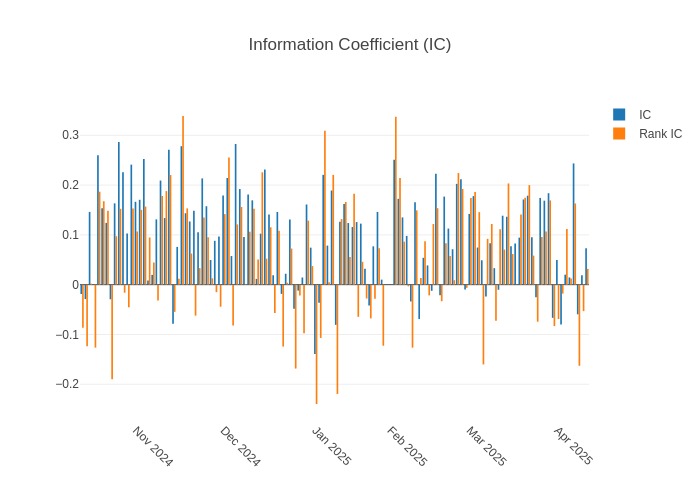 Information Coefficient (IC)
IC
Rank IC
0.3
0.2
0.1
0
−0.1
−0.2
Nov 2024
Dec 2024
Jan 2025
Feb 2025
Mar 2025
Apr 2025